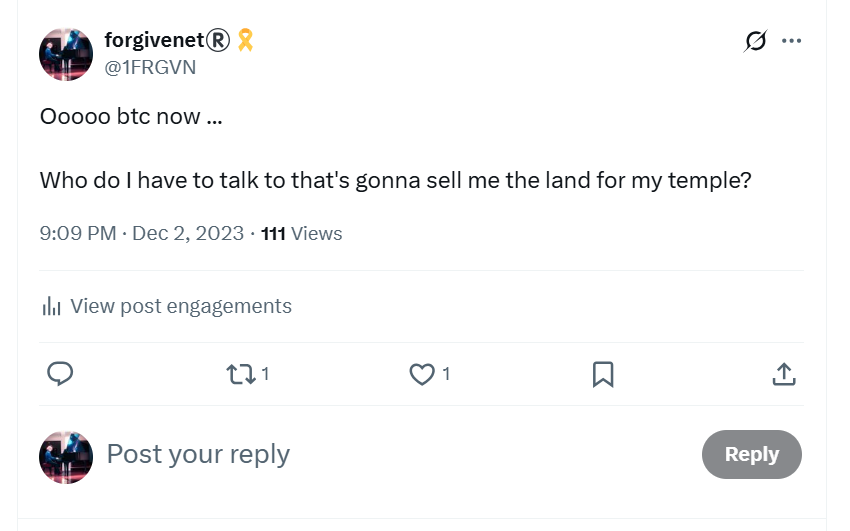 forgivenet® 🎗
@1FRGVN
Ooooo btc now ...
Who do I have to talk to that's gonna sell me the land for my temple?
9:09 PM · Dec 2, 2023 · 111 Views
View post engagements
1 1
Post your reply Reply